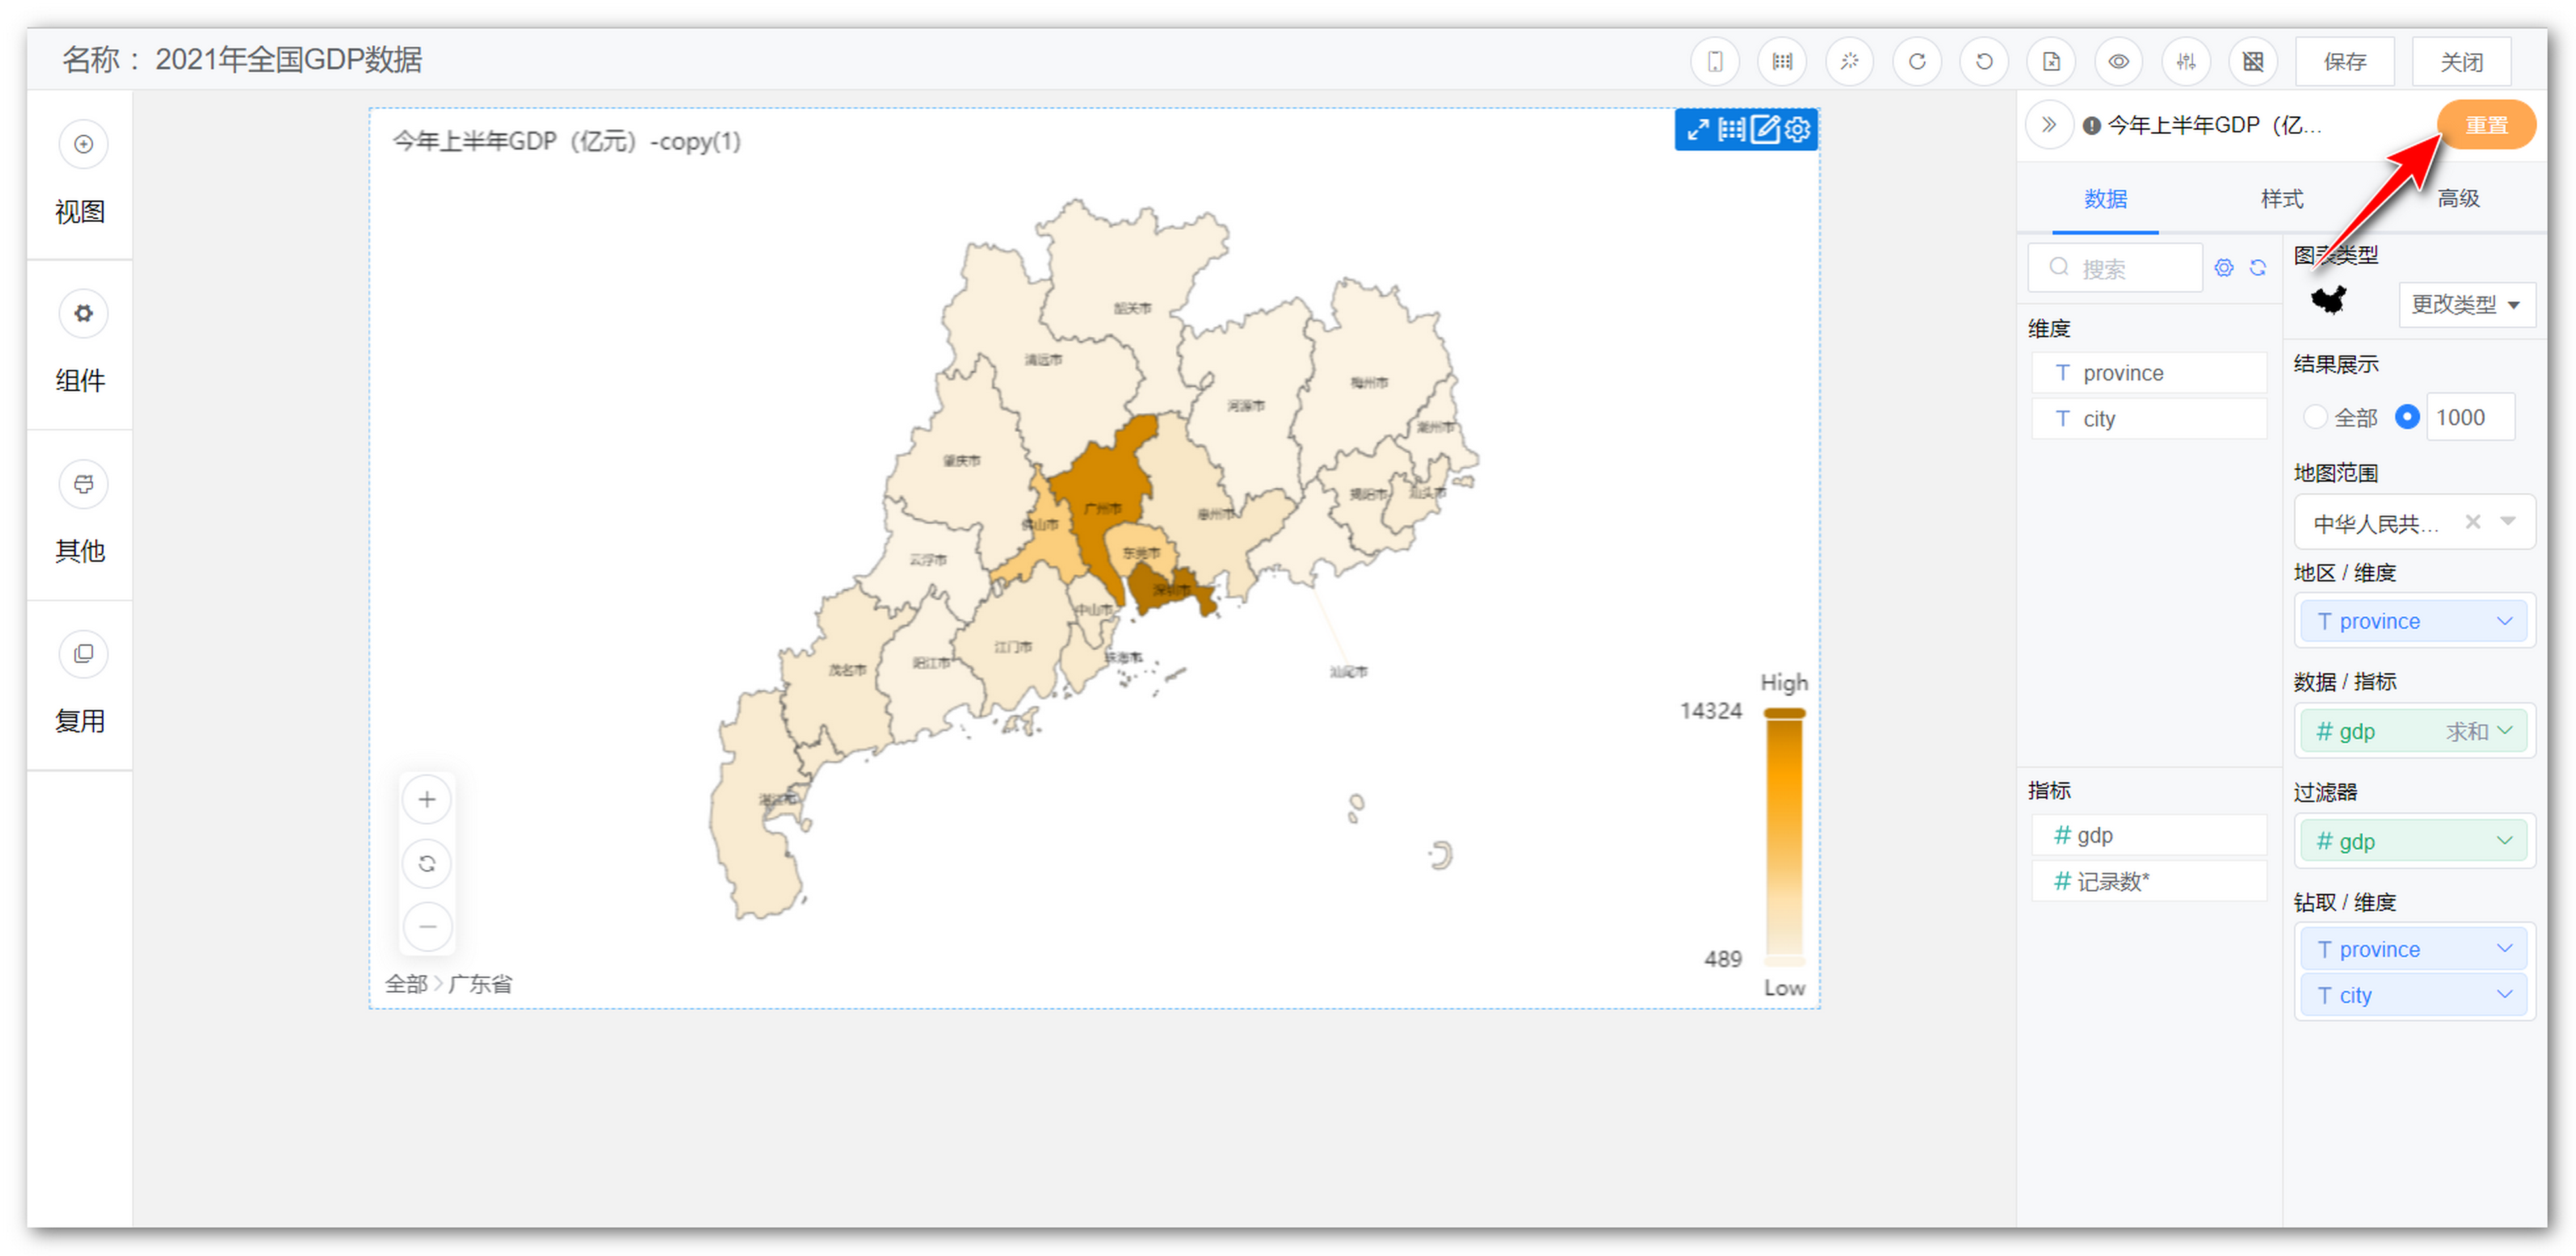 名称： 2021年全国GDP数据
保存
关闭
视图
组件
其他
复用
今年上半年GDP（亿元）-copy(1)
韶关市
清远市
梅州市
河源市
潮州市
肇庆市
揭阳市
汕头市
广州市
惠州市
佛山市
东莞市
云浮市
深圳市
中山市
江门市
珠海市
阳江市
茂名市
汕尾市
湛江市
High
14324
489
Low
全部 > 广东省
今年上半年GDP（亿...
重置
数据
样式
高级
搜索
维度
T province
T city
指标
# gdp
# 记录数*
图表类型
更改类型
结果展示
全部
1000
地图范围
中华人民共...
地区 / 维度
T province
数据 / 指标
# gdp 求和
过滤器
# gdp
钻取 / 维度
T province
T city